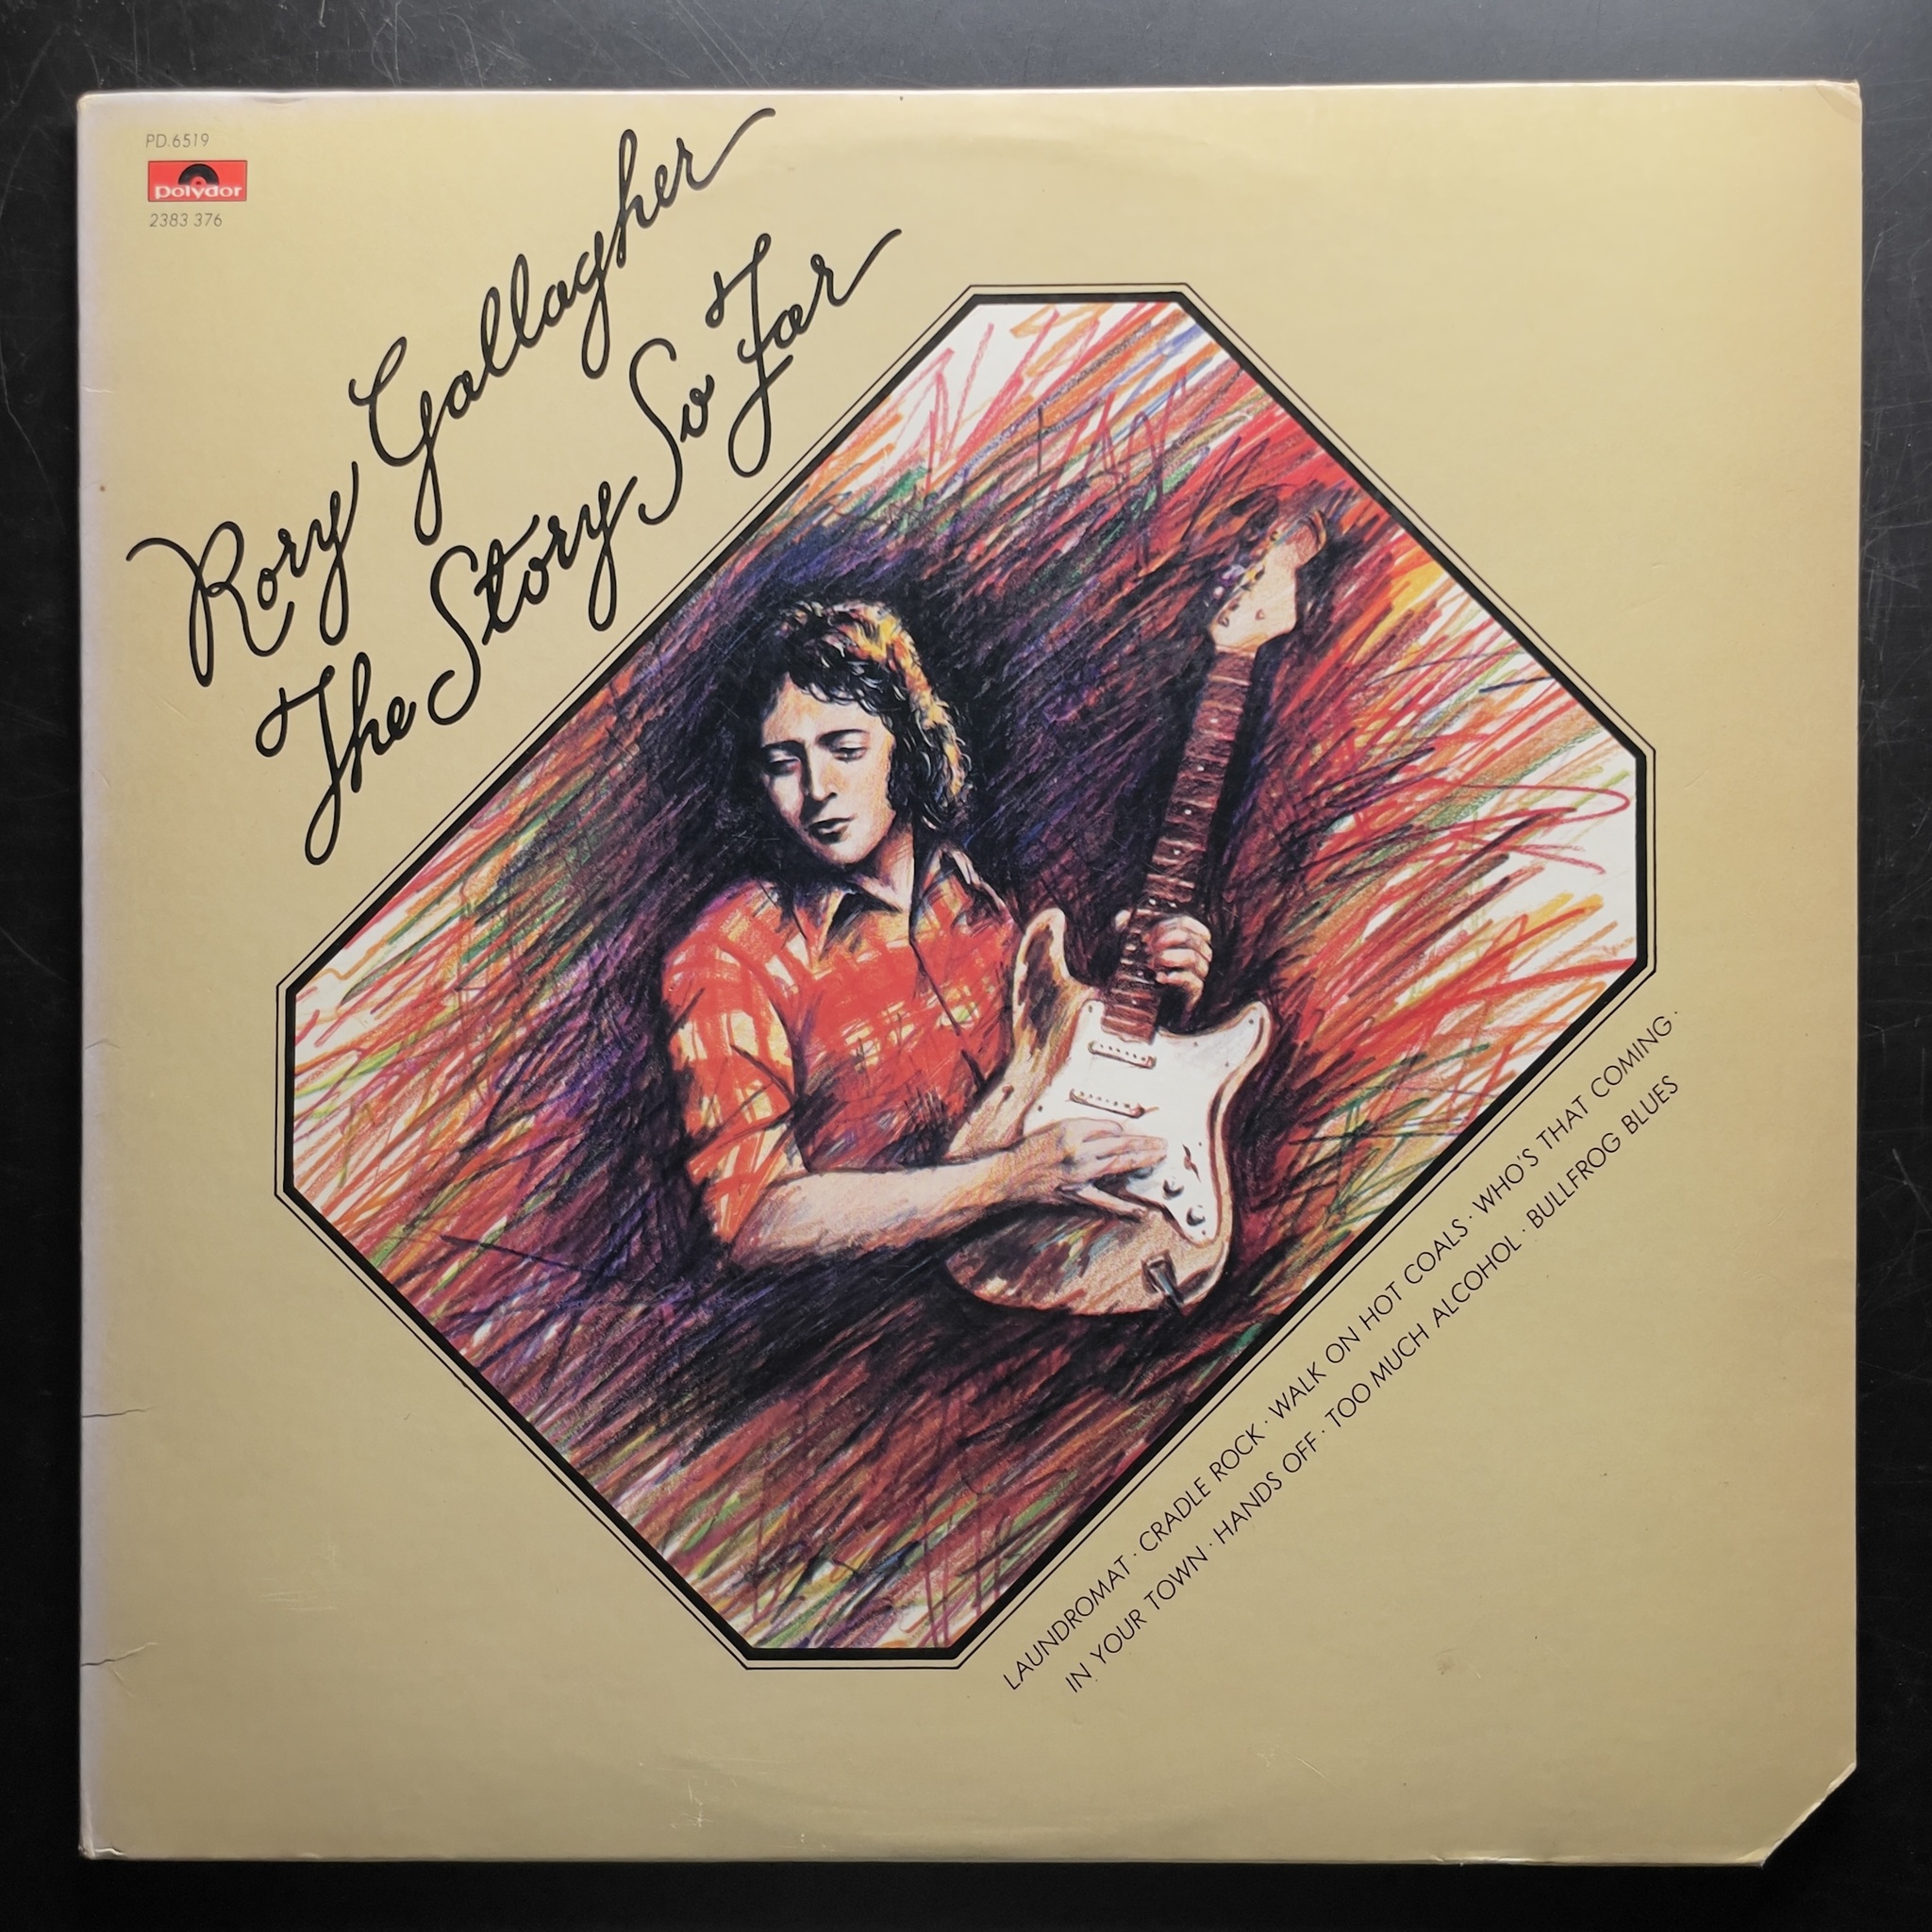 PD.6519
polydor
2383 376
Rory Gallagher
The Story So Far
LAUNDROMAT · CRADLE ROCK · WALK ON HOT COALS · WHO'S THAT COMING ·
IN YOUR TOWN · HANDS OFF · TOO MUCH ALCOHOL · BULLFROG BLUES